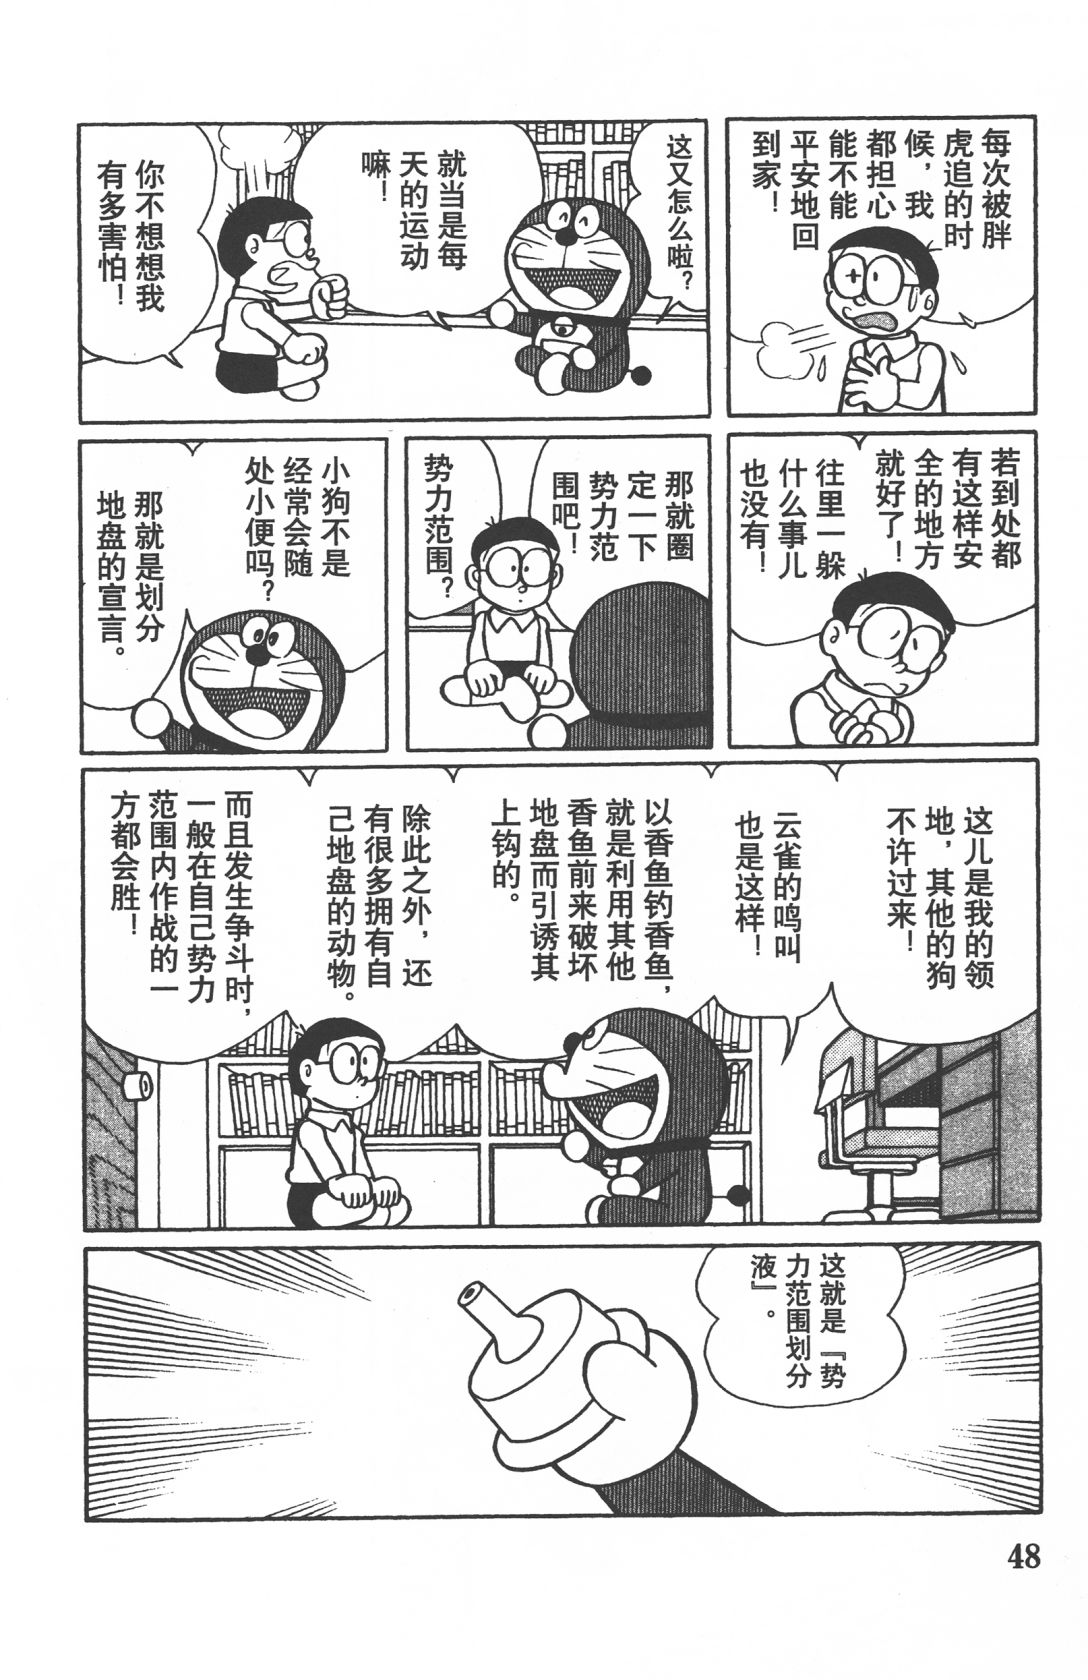 每次被胖
虎追的时
候，我
都担心
能不能
平安地回
到家！
这又怎么啦？
就当是每
天的运动
嘛！
你不想想我
有多害怕！
若到处都
有这样安
全的地方
就好了！
往里一躲
什么事儿
也没有！
那就圈
定一下
势力范
围吧！
势力范围？
小狗不是
经常会随
处小便吗？
那就是划分
地盘的宣言。
这儿是我的领
地，其他的狗
不许过来！
云雀的鸣叫
也是这样！
以香鱼钓香鱼，
就是利用其他
香鱼前来破坏
地盘而引诱其
上钩的。
除此之外，还
有很多拥有自
己地盘的动物。
而且发生争斗时，
一般在自己势力
范围内作战的一
方都会胜！
这就是『势
力范围划分
液』。
48